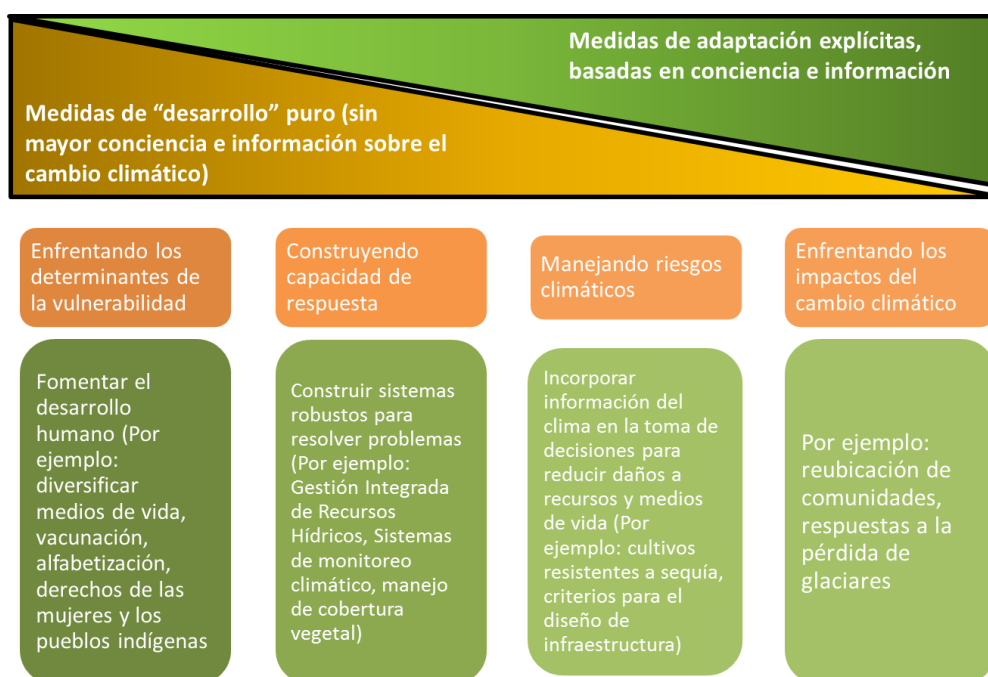 Medidas de adaptación explícitas,
basadas en conciencia e información
Medidas de “desarrollo” puro (sin
mayor conciencia e información sobre el
cambio climático)
Enfrentando los
determinantes de
la vulnerabilidad
Construyendo
capacidad de
respuesta
Manejando riesgos
climáticos
Enfrentando los
impactos del
cambio climático
Fomentar el
desarrollo
humano (Por
ejemplo:
diversificar
medios de vida,
vacunación,
alfabetización,
derechos de las
mujeres y los
pueblos indígenas
Construir sistemas
robustos para
resolver problemas
(Por ejemplo:
Gestión Integrada
de Recursos
Hídricos, Sistemas
de monitoreo
climático, manejo
de cobertura
vegetal)
Incorporar
información del
clima en la toma de
decisiones para
reducir daños a
recursos y medios
de vida (Por
ejemplo: cultivos
resistentes a sequía,
criterios para el
diseño de
infraestructura)
Por ejemplo:
reubicación de
comunidades,
respuestas a la
pérdida de
glaciares